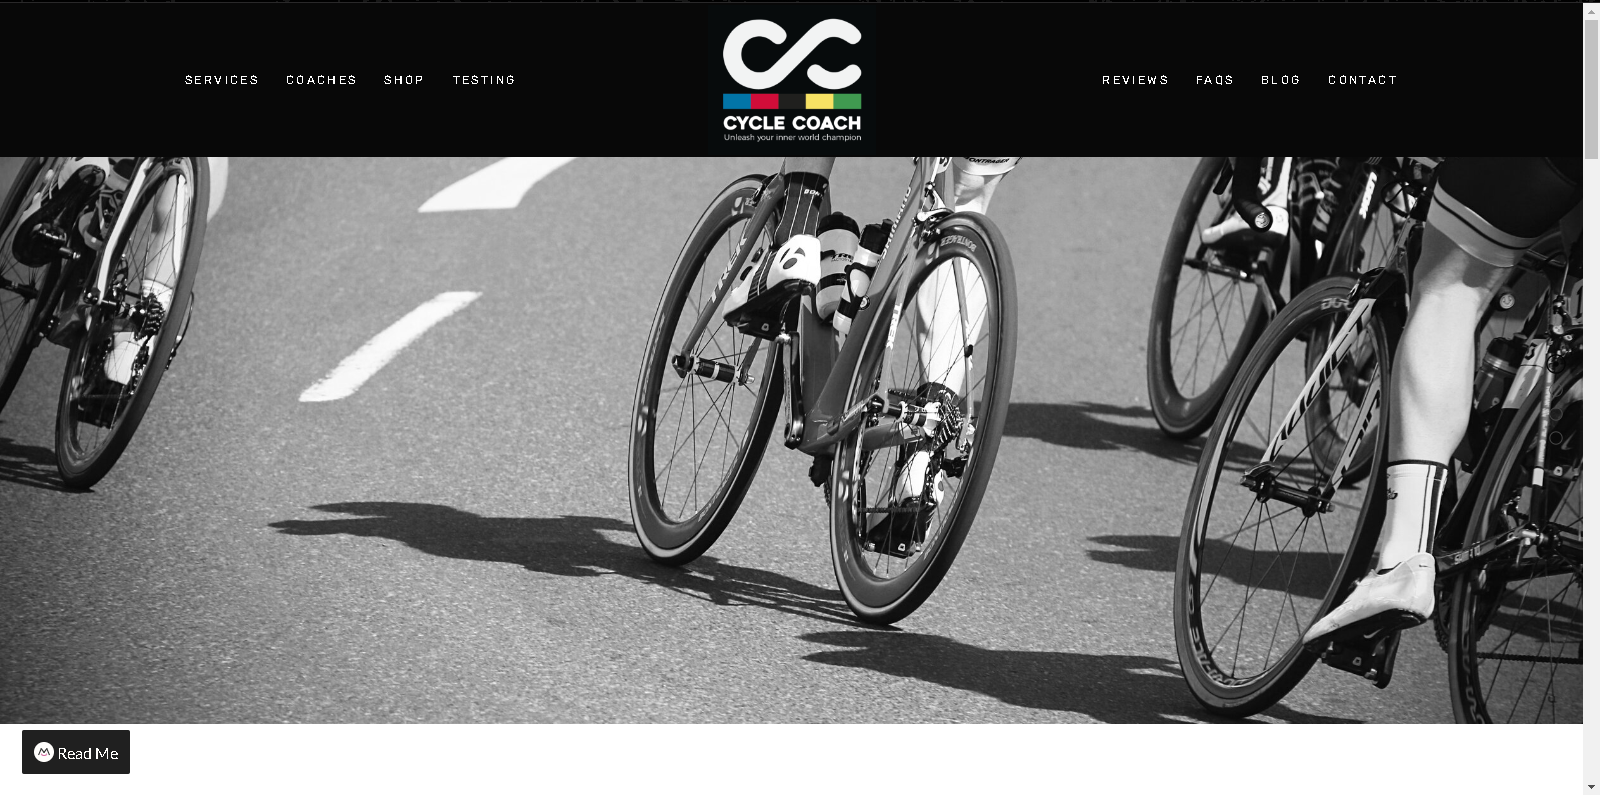 SERVICES COACHES SHOP TESTING
CYCLE COACH
Unleash your inner world champion
REVIEWS FAQS BLOG CONTACT
Read Me